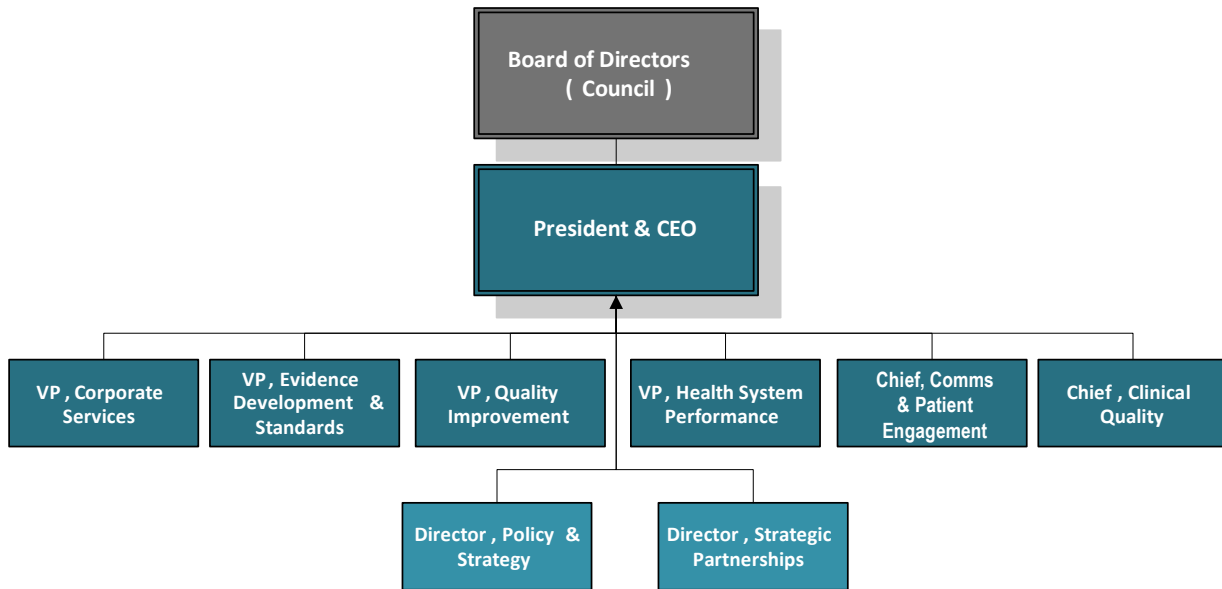 Board of Directors
( Council )
President & CEO
VP , Corporate
Services
VP , Evidence
Development &
Standards
VP , Quality
Improvement
VP , Health System
Performance
Chief, Comms
& Patient
Engagement
Chief , Clinical
Quality
Director , Policy &
Strategy
Director , Strategic
Partnerships